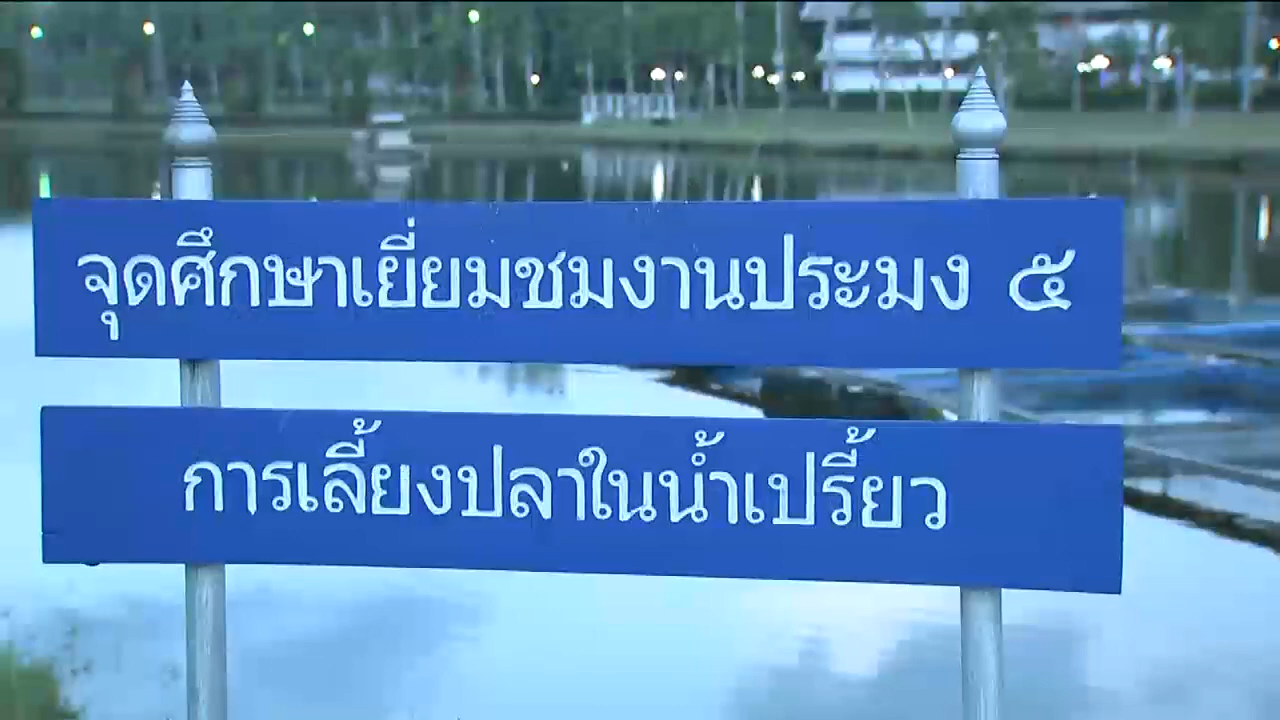 จุดศึกษาเยี่ยมชมงานประมง ๕
การเลี้ยงปลาในน้ำเปรี้ยว